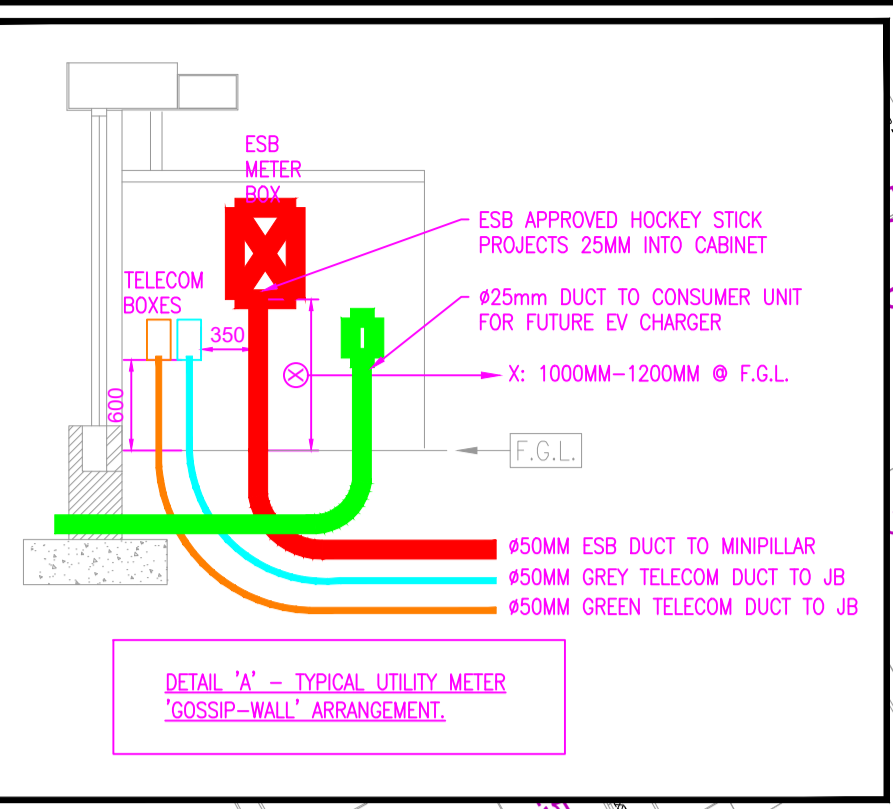 ESB
METER
BOX
ESB APPROVED HOCKEY STICK
PROJECTS 25MM INTO CABINET
TELECOM
BOXES
ø25mm DUCT TO CONSUMER UNIT
FOR FUTURE EV CHARGER
350
X
X: 1000MM-1200MM @ F.G.L.
600
F.G.L.
ø50MM ESB DUCT TO MINIPILLAR
ø50MM GREY TELECOM DUCT TO JB
ø50MM GREEN TELECOM DUCT TO JB
DETAIL 'A' - TYPICAL UTILITY METER
'GOSSIP-WALL' ARRANGEMENT.